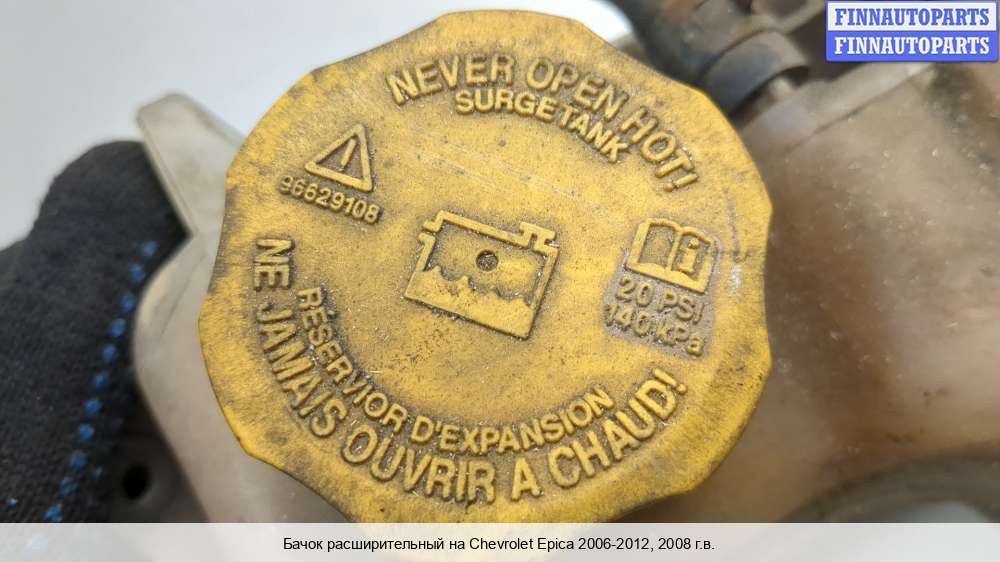 FINNAUTOPARTS
FINNAUTOPARTS
NEVER OPEN HOT!
SURGE TANK
96629108
20 PSI
140 kPa
RÉSERVIOR D'EXPANSION
NE JAMAIS OUVRIR A CHAUD!
Бачок расширительный на Chevrolet Epica 2006-2012, 2008 г.в.